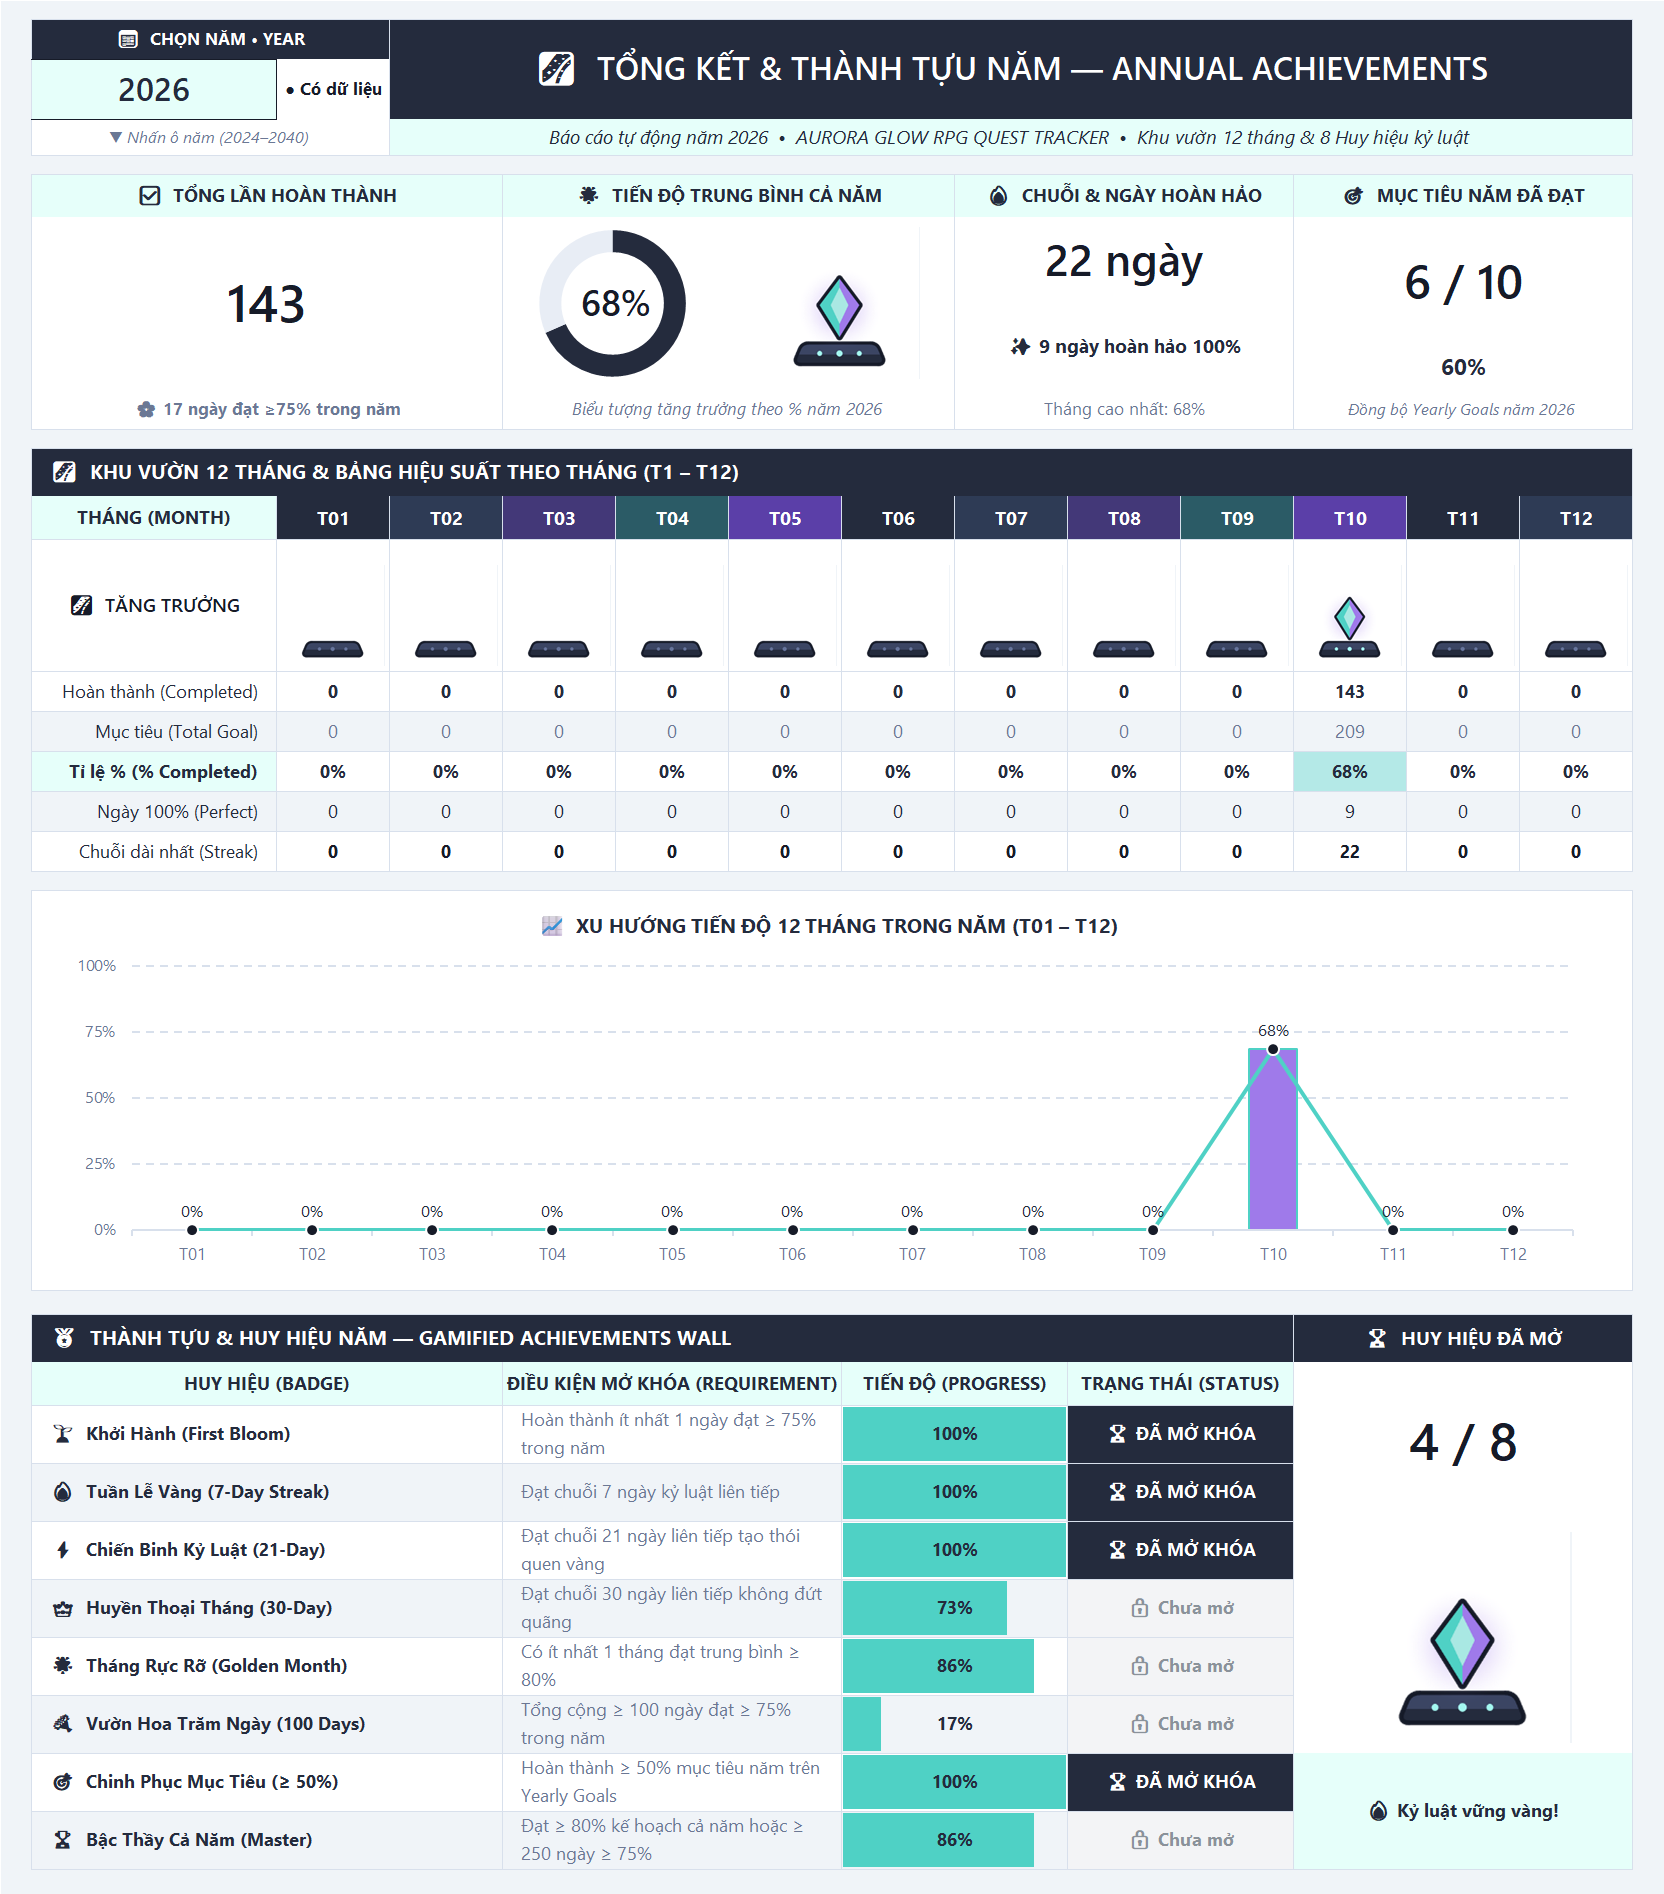 CHỌN NĂM • YEAR
2026
● Có dữ liệu
▼ Nhấn ô năm (2024–2040)
TỔNG KẾT & THÀNH TỰU NĂM — ANNUAL ACHIEVEMENTS
Báo cáo tự động năm 2026 • AURORA GLOW RPG QUEST TRACKER • Khu vườn 12 tháng & 8 Huy hiệu kỷ luật
TỔNG LẦN HOÀN THÀNH
143
17 ngày đạt ≥75% trong năm
TIẾN ĐỘ TRUNG BÌNH CẢ NĂM
68%
Biểu tượng tăng trưởng theo % năm 2026
CHUỖI & NGÀY HOÀN HẢO
22 ngày
9 ngày hoàn hảo 100%
Tháng cao nhất: 68%
MỤC TIÊU NĂM ĐÃ ĐẠT
6 / 10
60%
Đồng bộ Yearly Goals năm 2026
KHU VƯỜN 12 THÁNG & BẢNG HIỆU SUẤT THEO THÁNG (T1 – T12)
THÁNG (MONTH) T01 T02 T03 T04 T05 T06 T07 T08 T09 T10 T11 T12
TĂNG TRƯỞNG
Hoàn thành (Completed) 0 0 0 0 0 0 0 0 0 143 0 0
Mục tiêu (Total Goal) 0 0 0 0 0 0 0 0 0 209 0 0
Tỉ lệ % (% Completed) 0% 0% 0% 0% 0% 0% 0% 0% 0% 68% 0% 0%
Ngày 100% (Perfect) 0 0 0 0 0 0 0 0 0 9 0 0
Chuỗi dài nhất (Streak) 0 0 0 0 0 0 0 0 0 22 0 0
XU HƯỚNG TIẾN ĐỘ 12 THÁNG TRONG NĂM (T01 – T12)
100%
75%
68%
50%
25%
0% 0% 0% 0% 0% 0% 0% 0% 0% 0% 0%
0%
T01 T02 T03 T04 T05 T06 T07 T08 T09 T10 T11 T12
THÀNH TỰU & HUY HIỆU NĂM — GAMIFIED ACHIEVEMENTS WALL
HUY HIỆU (BADGE) ĐIỀU KIỆN MỞ KHÓA (REQUIREMENT) TIẾN ĐỘ (PROGRESS) TRẠNG THÁI (STATUS)
Khởi Hành (First Bloom)
Hoàn thành ít nhất 1 ngày đạt ≥ 75%
trong năm
100%
ĐÃ MỞ KHÓA
Tuần Lễ Vàng (7-Day Streak)
Đạt chuỗi 7 ngày kỷ luật liên tiếp
100%
ĐÃ MỞ KHÓA
Chiến Binh Kỷ Luật (21-Day)
Đạt chuỗi 21 ngày liên tiếp tạo thói
quen vàng
100%
ĐÃ MỞ KHÓA
Huyền Thoại Tháng (30-Day)
Đạt chuỗi 30 ngày liên tiếp không đứt
quãng
73%
Chưa mở
Tháng Rực Rỡ (Golden Month)
Có ít nhất 1 tháng đạt trung bình ≥
80%
86%
Chưa mở
Vườn Hoa Trăm Ngày (100 Days)
Tổng cộng ≥ 100 ngày đạt ≥ 75%
trong năm
17%
Chưa mở
Chinh Phục Mục Tiêu (≥ 50%)
Hoàn thành ≥ 50% mục tiêu năm trên
Yearly Goals
100%
ĐÃ MỞ KHÓA
Bậc Thầy Cả Năm (Master)
Đạt ≥ 80% kế hoạch cả năm hoặc ≥
250 ngày ≥ 75%
86%
Chưa mở
HUY HIỆU ĐÃ MỞ
4 / 8
Kỷ luật vững vàng!